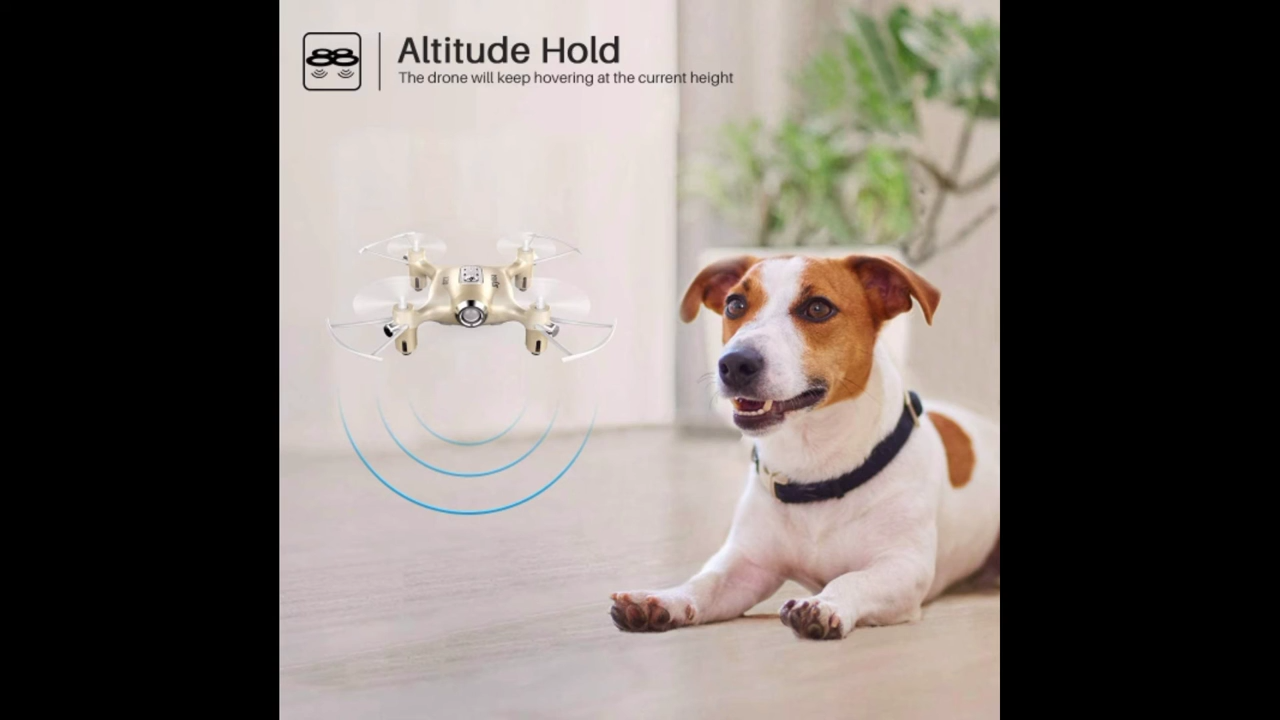 Altitude Hold
The drone will keep hovering at the current height